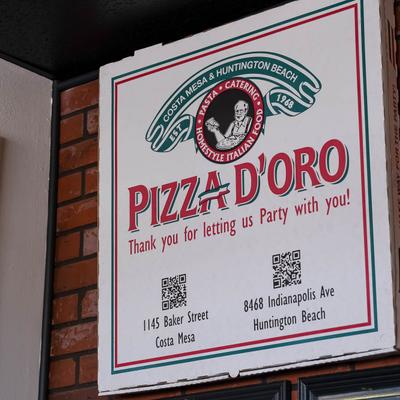 COSTA MESA & HUNTINGTON BEACH
EST 1968
PASTA • CATERING
HOMESTYLE ITALIAN FOOD
PIZZA D'ORO
Thank you for letting us Party with you!
1145 Baker Street
Costa Mesa
8468 Indianapolis Ave
Huntington Beach